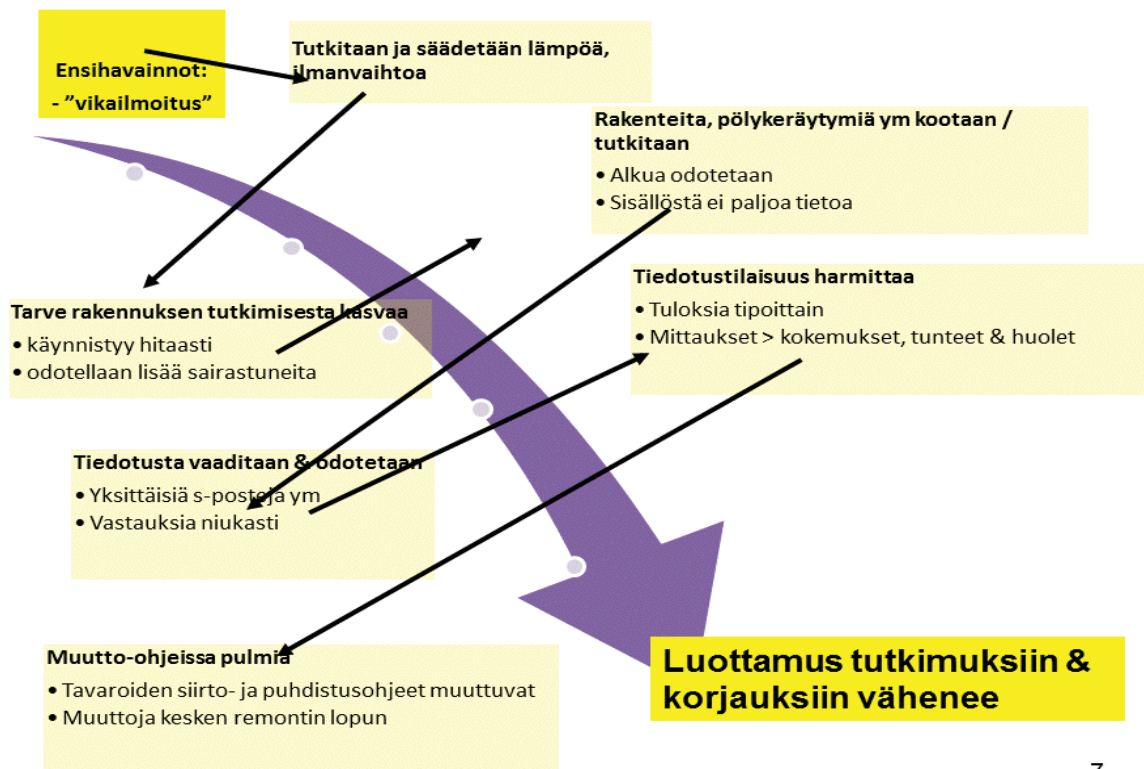 Ensihavainnot:
- ”vikailmoitus”
Tutkitaan ja säädetään lämpöä,
ilmanvaihtoa
Rakenteita, pölykeräytymiä ym kootaan /
tutkitaan
• Alkua odotetaan
• Sisällöstä ei paljoa tietoa
Tarve rakennuksen tutkimisesta kasvaa
• käynnistyy hitaasti
• odotellaan lisää sairastuneita
Tiedotustilaisuus harmittaa
• Tuloksia tipoittain
• Mittaukset > kokemukset, tunteet & huolet
Tiedotusta vaaditaan & odotetaan
• Yksittäisiä s-posteja ym
• Vastauksia niukasti
Muutto-ohjeissa pulmia
• Tavaroiden siirto- ja puhdistusohjeet muuttuvat
• Muuttoja kesken remontin lopun
Luottamus tutkimuksiin &
korjauksiin vähenee